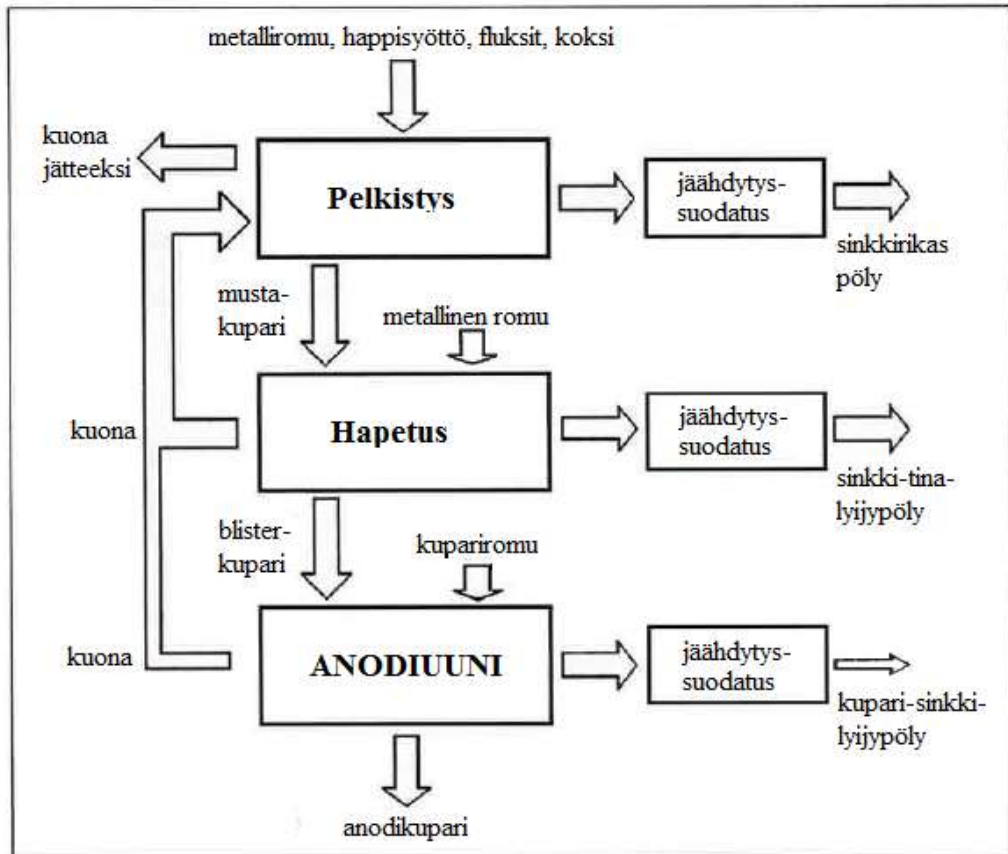 metalliromu, happisyöttö, fluksit, koksi
kuona
jätteeksi
Pelkistys
jäähdytys-
suodatus
sinkkirikas
pöly
musta-
kupari
metallinen romu
kuona
Hapetus
jäähdytys-
suodatus
sinkki-tina-
lyijypöly
blister-
kupari
kupariromu
kuona
ANODIUUNI
jäähdytys-
suodatus
kupari-sinkki-
lyijypöly
anodikupari